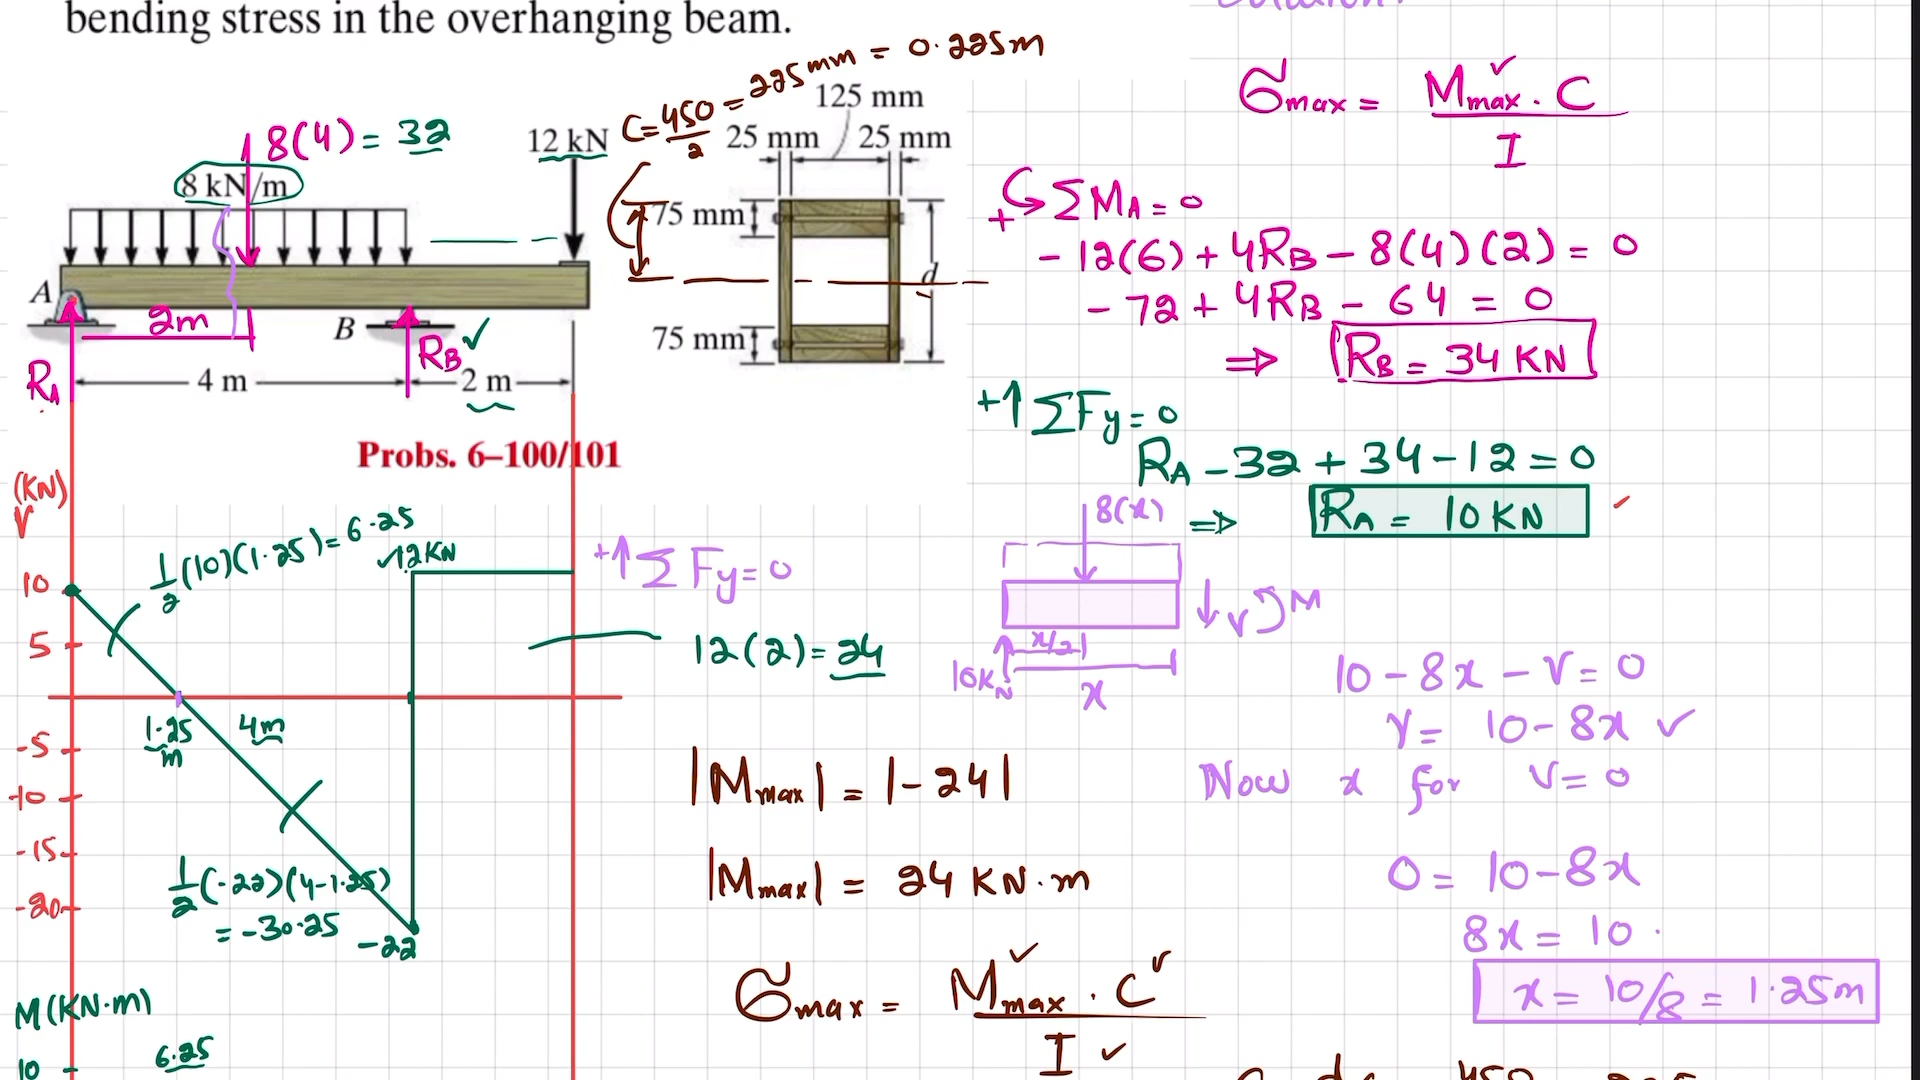 bending stress in the overhanging beam.
C = 450/2 = 225 mm = 0.225 m
125 mm
25 mm 25 mm
8(4) = 32
12 kN
8 kN/m
75 mm
d
A
2m
B
75 mm
RA
RB ✓
4 m
2 m
Probs. 6–100/101
σmax = Mmax ✓ · C / I
+ ΣMA = 0
- 12(6) + 4RB - 8(4)(2) = 0
- 72 + 4RB - 64 = 0
⇒ RB = 34 KN
+↑ ΣFy = 0
RA - 32 + 34 - 12 = 0
⇒ RA = 10 KN
(KN)
V
1/2 (10)(1.25) = 6.25
✓12 KN
10
5
-5
-10
-15
-20
1.25 m
4m
1/2 (-22)(4-1.25)
= -30.25
-22
+↑ Σ Fy = 0
12(2) = 24
8(x)
↓ V M
x/2
10KN
x
10 - 8x - V = 0
V = 10 - 8x ✓
Now x for V = 0
0 = 10 - 8x
8x = 10
x = 10/8 = 1.25m
|Mmax| = |-24|
|Mmax| = 24 KN·m
σmax = Mmax ✓ · C ✓ / I ✓
M (KN·m)
6.25
10